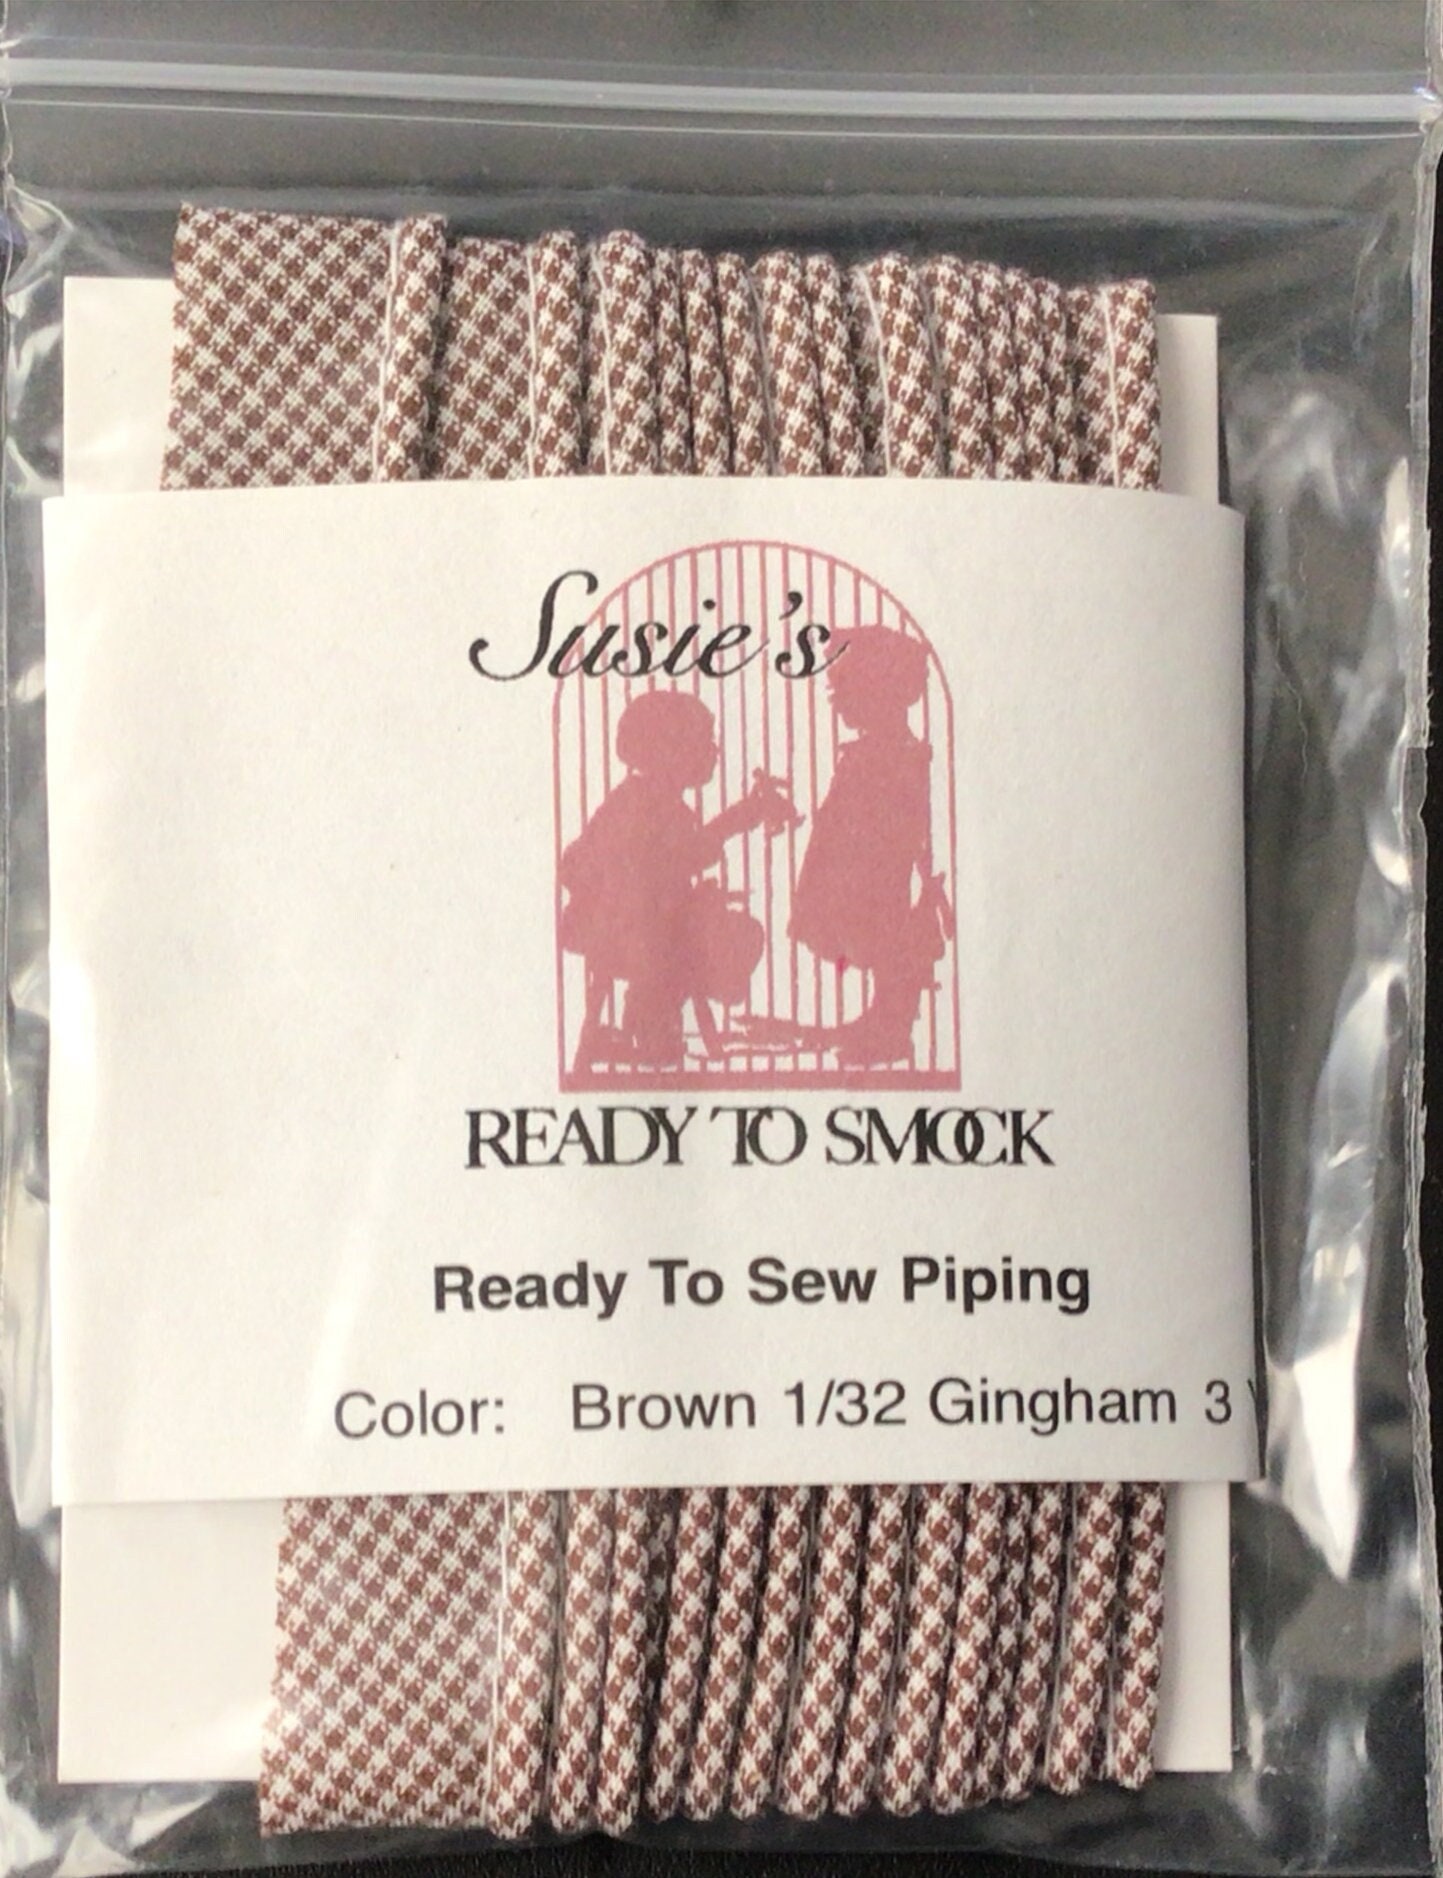 Susie's
READY TO SMOCK
Ready To Sew Piping
Color: Brown 1/32 Gingham 3